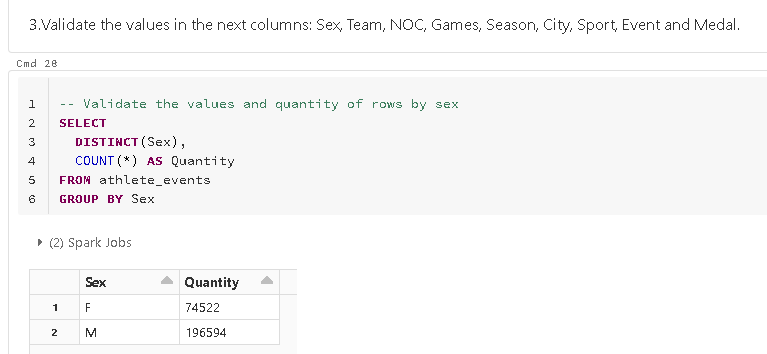 3.Validate the values in the next columns: Sex, Team, NOC, Games, Season, City, Sport, Event and Medal.
Cmd 28
1 -- Validate the values and quantity of rows by sex
2 SELECT
3 DISTINCT(Sex),
4 COUNT(*) AS Quantity
5 FROM athlete_events
6 GROUP BY Sex
(2) Spark Jobs
Sex Quantity
1 F 74522
2 M 196594